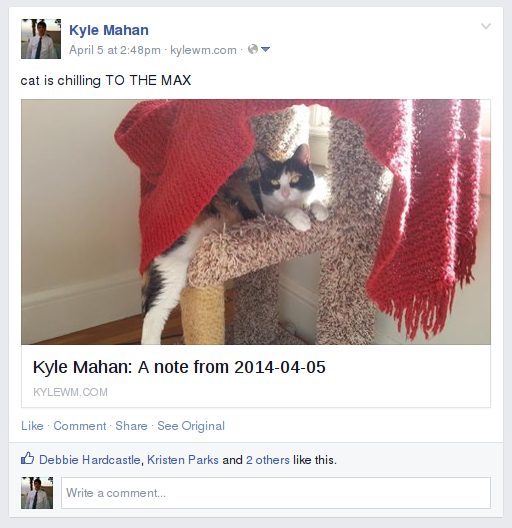 Kyle Mahan
April 5 at 2:48pm · kylewm.com ·
cat is chilling TO THE MAX
Kyle Mahan: A note from 2014-04-05
KYLEWM.COM
Like · Comment · Share · See Original
Debbie Hardcastle, Kristen Parks and 2 others like this.
Write a comment...